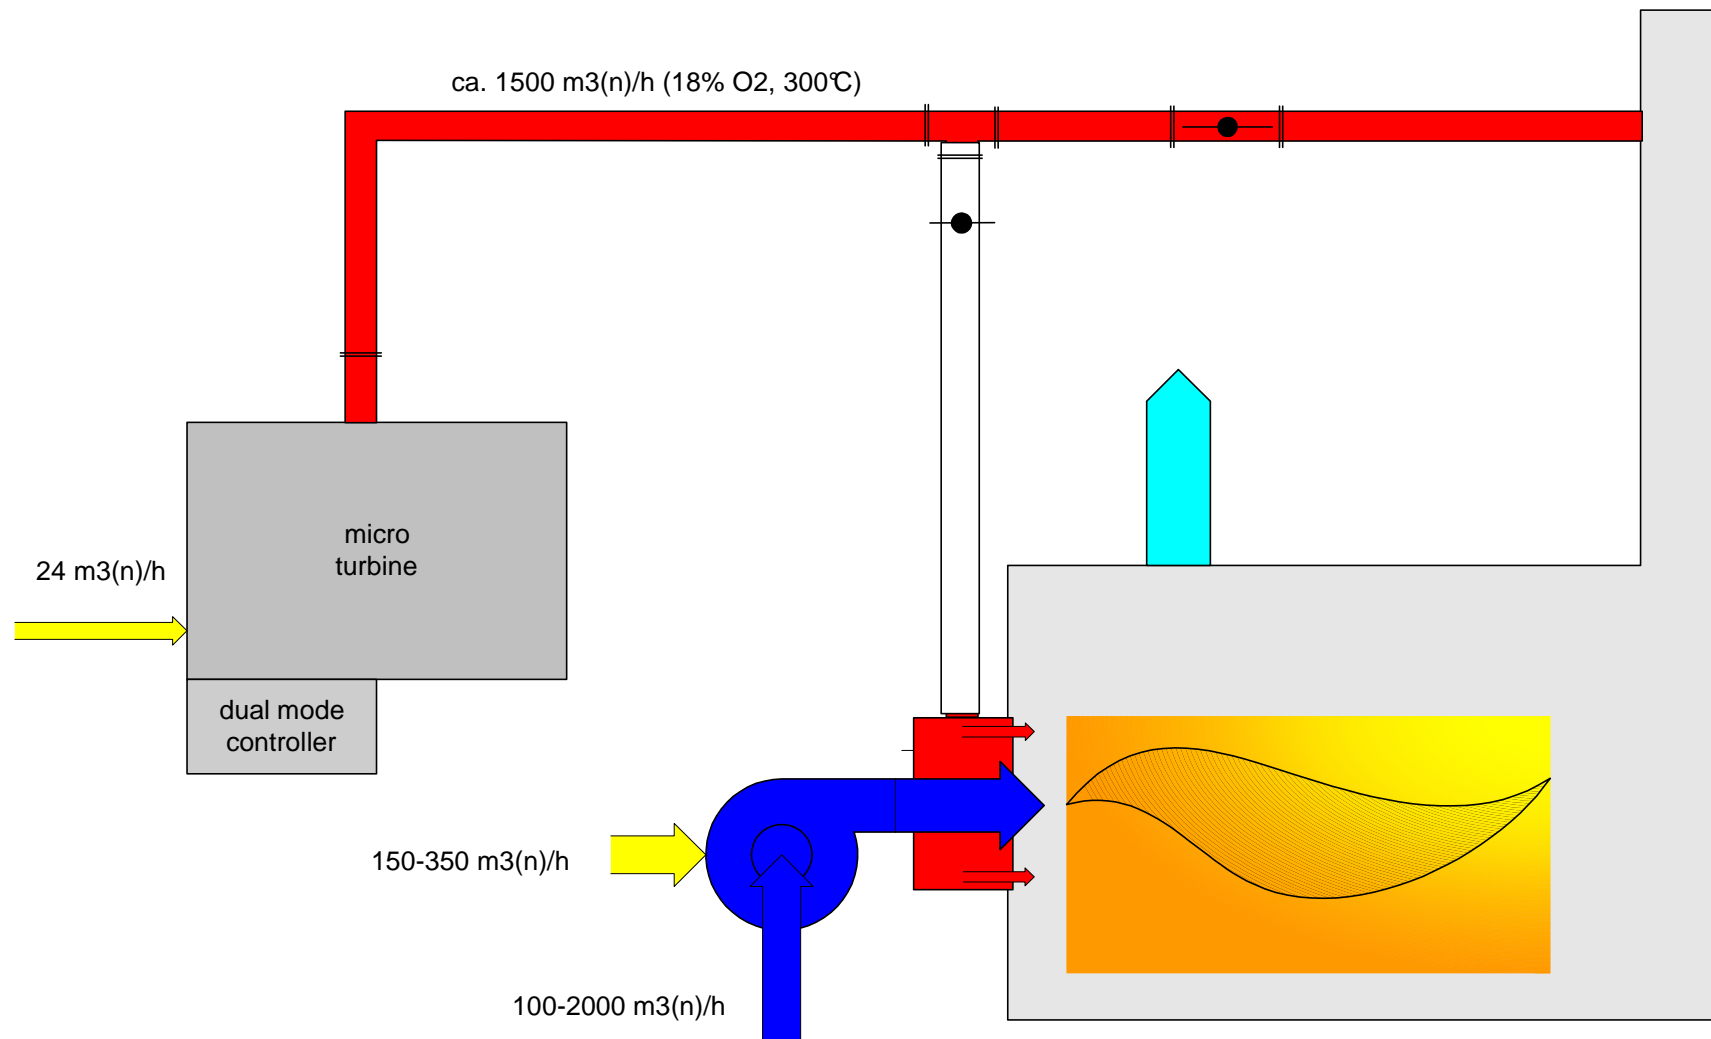 ca. 1500 m3(n)/h (18% O2, 300°C)
micro
turbine
24 m3(n)/h
dual mode
controller
150-350 m3(n)/h
100-2000 m3(n)/h